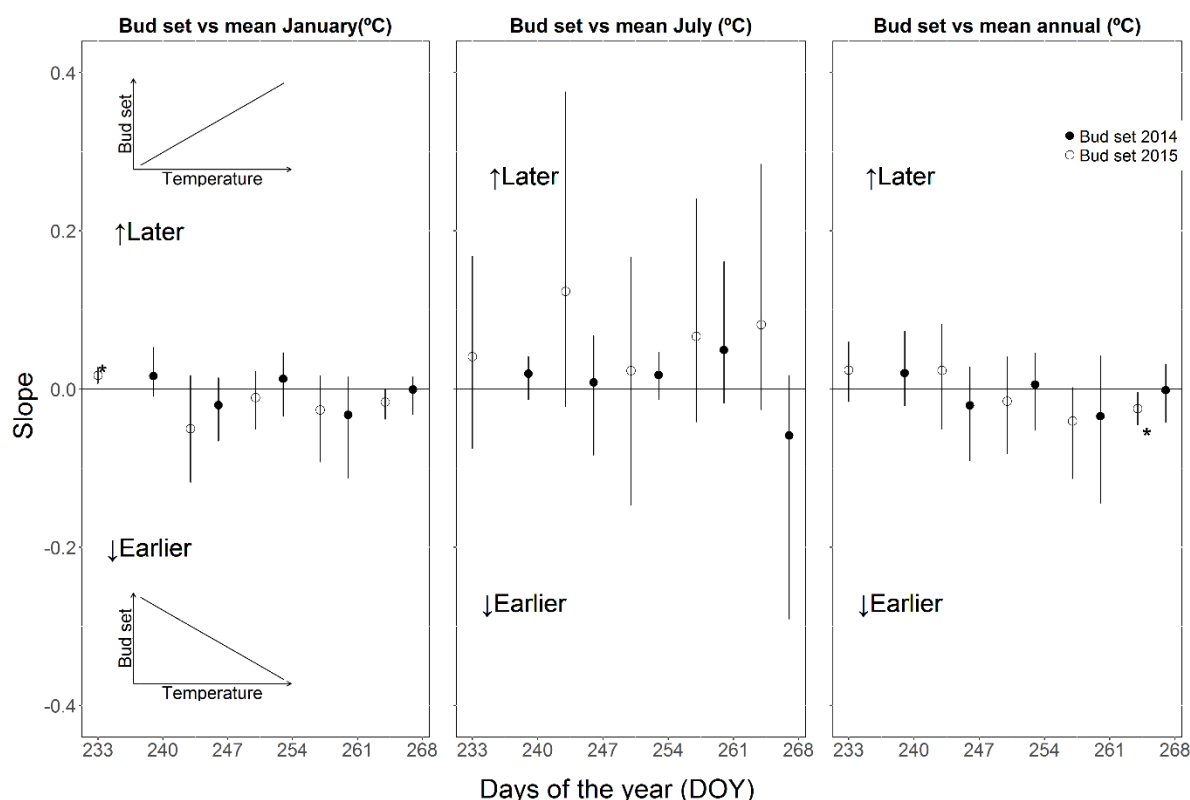 Bud set vs mean January(ºC)
Bud set vs mean July (ºC)
Bud set vs mean annual (ºC)
Slope
0.4
0.2
0.0
-0.2
-0.4
Bud set
Temperature
↑Later
*
↓Earlier
Bud set
Temperature
↑Later
↓Earlier
Bud set 2014
Bud set 2015
↑Later
*
↓Earlier
233 240 247 254 261 268
233 240 247 254 261 268
233 240 247 254 261 268
Days of the year (DOY)